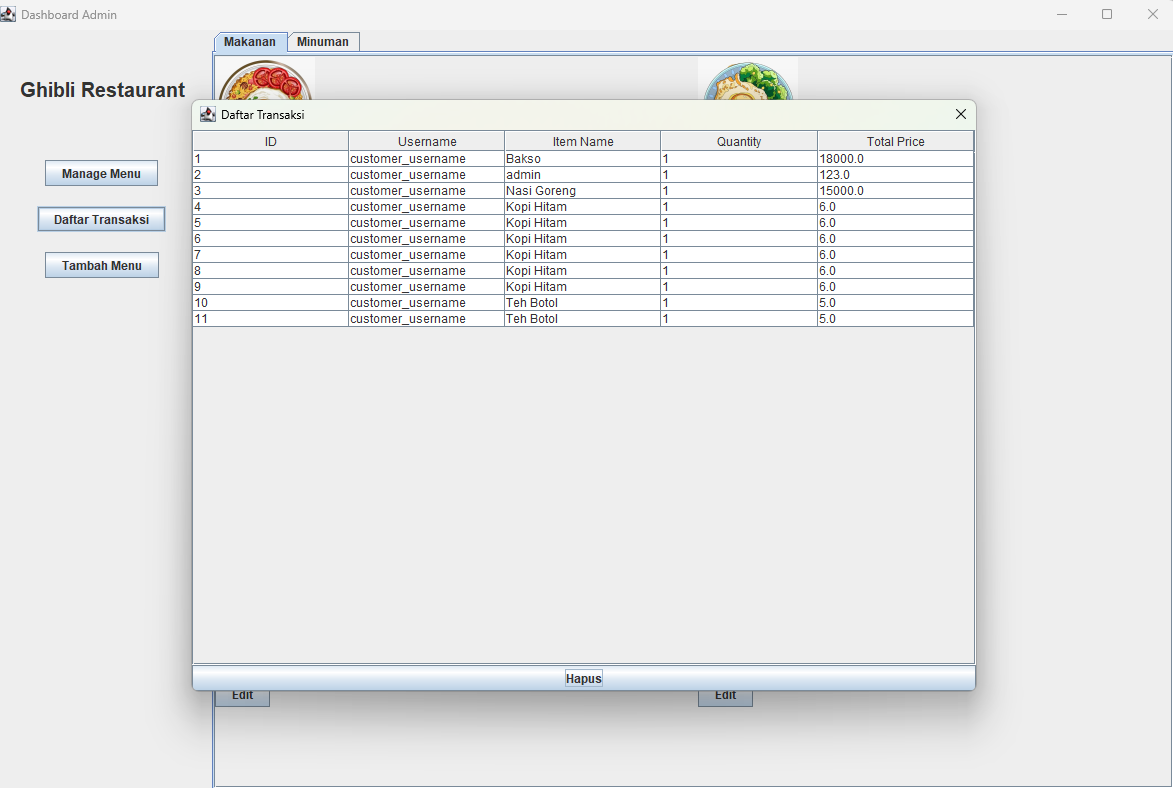 Dashboard Admin
Makanan Minuman
Ghibli Restaurant
Manage Menu
Daftar Transaksi
Tambah Menu
Daftar Transaksi
ID Username Item Name Quantity Total Price
1 customer_username Bakso 1 18000.0
2 customer_username admin 1 123.0
3 customer_username Nasi Goreng 1 15000.0
4 customer_username Kopi Hitam 1 6.0
5 customer_username Kopi Hitam 1 6.0
6 customer_username Kopi Hitam 1 6.0
7 customer_username Kopi Hitam 1 6.0
8 customer_username Kopi Hitam 1 6.0
9 customer_username Kopi Hitam 1 6.0
10 customer_username Teh Botol 1 5.0
11 customer_username Teh Botol 1 5.0
Hapus
Edit Edit